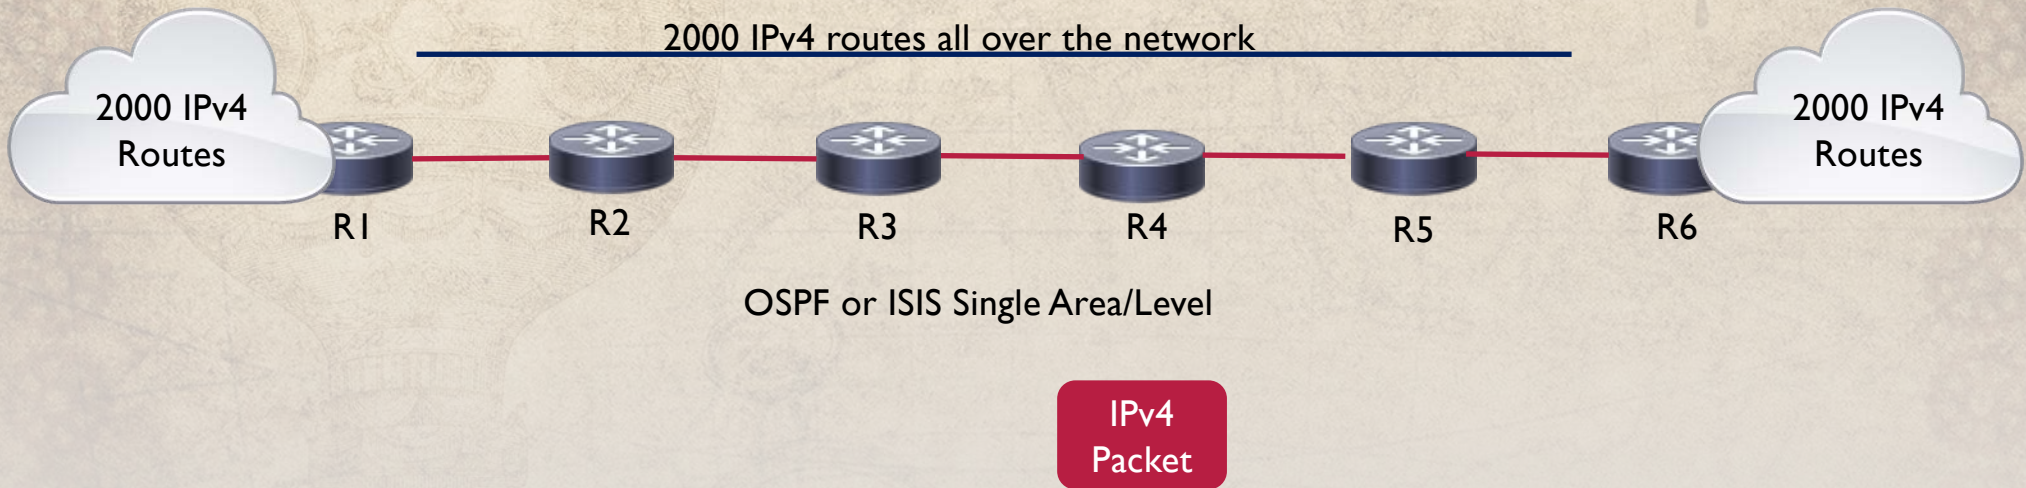 2000 IPv4 routes all over the network
2000 IPv4
Routes
2000 IPv4
Routes
R1
R2
R3
R4
R5
R6
OSPF or ISIS Single Area/Level
IPv4
Packet